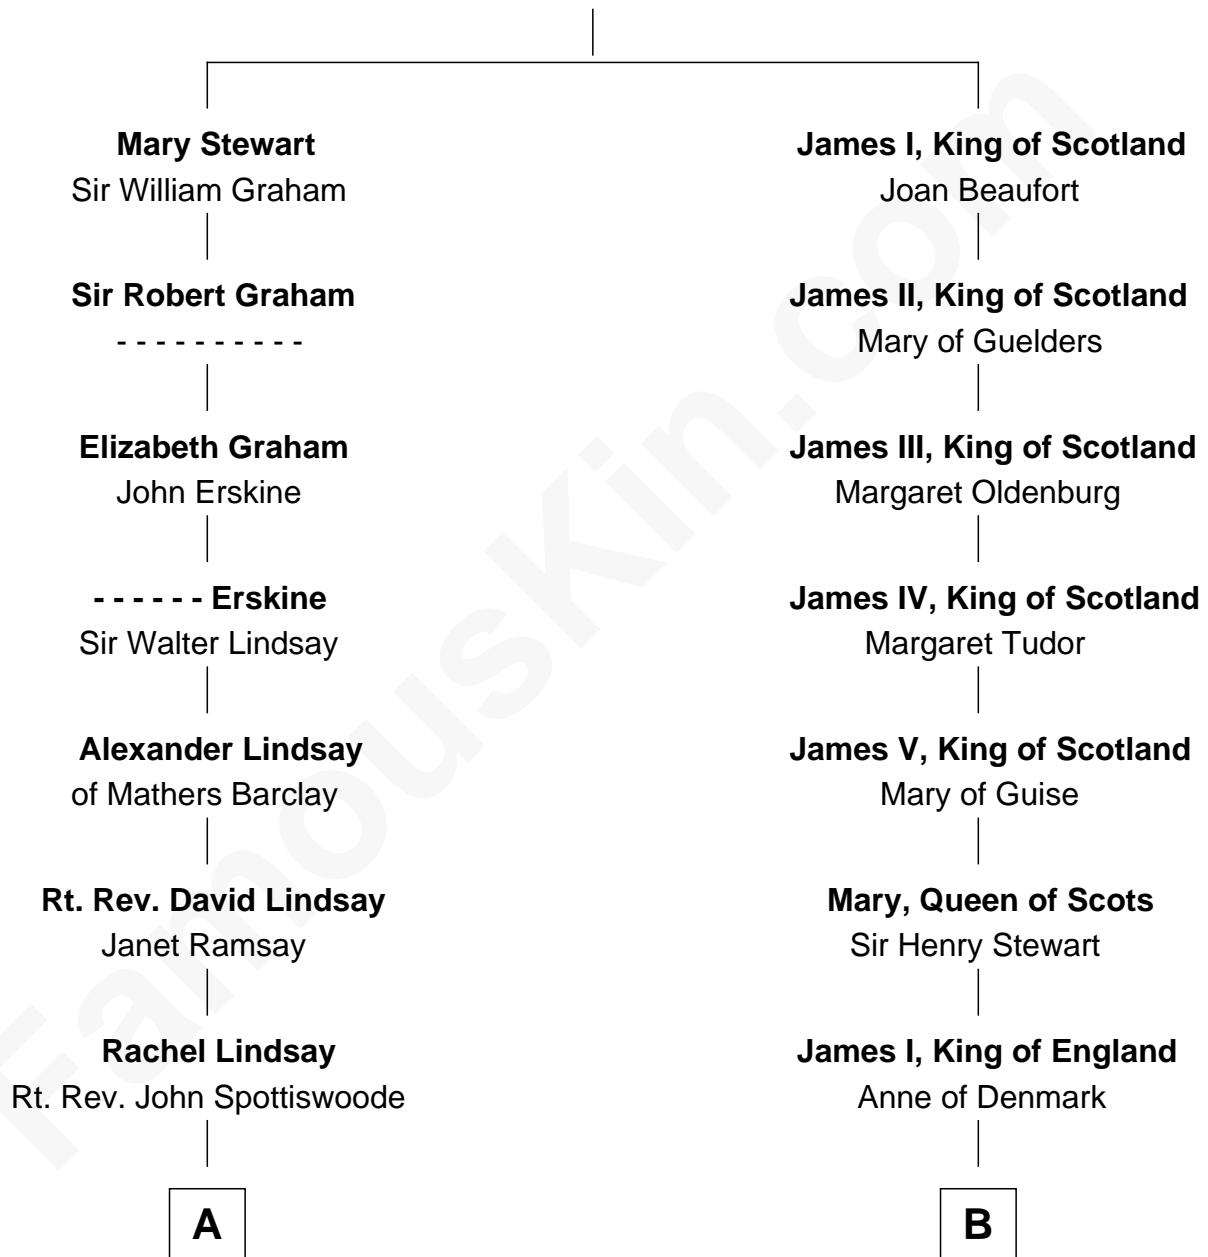 Mary Stewart
Sir William Graham
Sir Robert Graham
- - - - - - - - - -
Elizabeth Graham
John Erskine
- - - - - - Erskine
Sir Walter Lindsay
Alexander Lindsay
of Mathers Barclay
Rt. Rev. David Lindsay
Janet Ramsay
Rachel Lindsay
Rt. Rev. John Spottiswoode
A
James I, King of Scotland
Joan Beaufort
James II, King of Scotland
Mary of Guelders
James III, King of Scotland
Margaret Oldenburg
James IV, King of Scotland
Margaret Tudor
James V, King of Scotland
Mary of Guise
Mary, Queen of Scots
Sir Henry Stewart
James I, King of England
Anne of Denmark
B
FamousKin.com